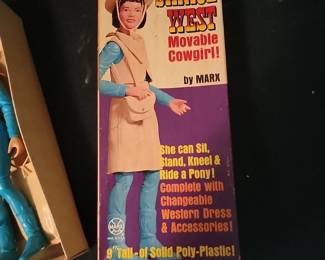 WEST
Movable
Cowgirl!
by MARX
She can Sit,
Stand, Kneel &
Ride a Pony!
Complete with
Changeable
Western Dress
& Accessories!
MARX
9" Tall - of Solid Poly-Plastic!